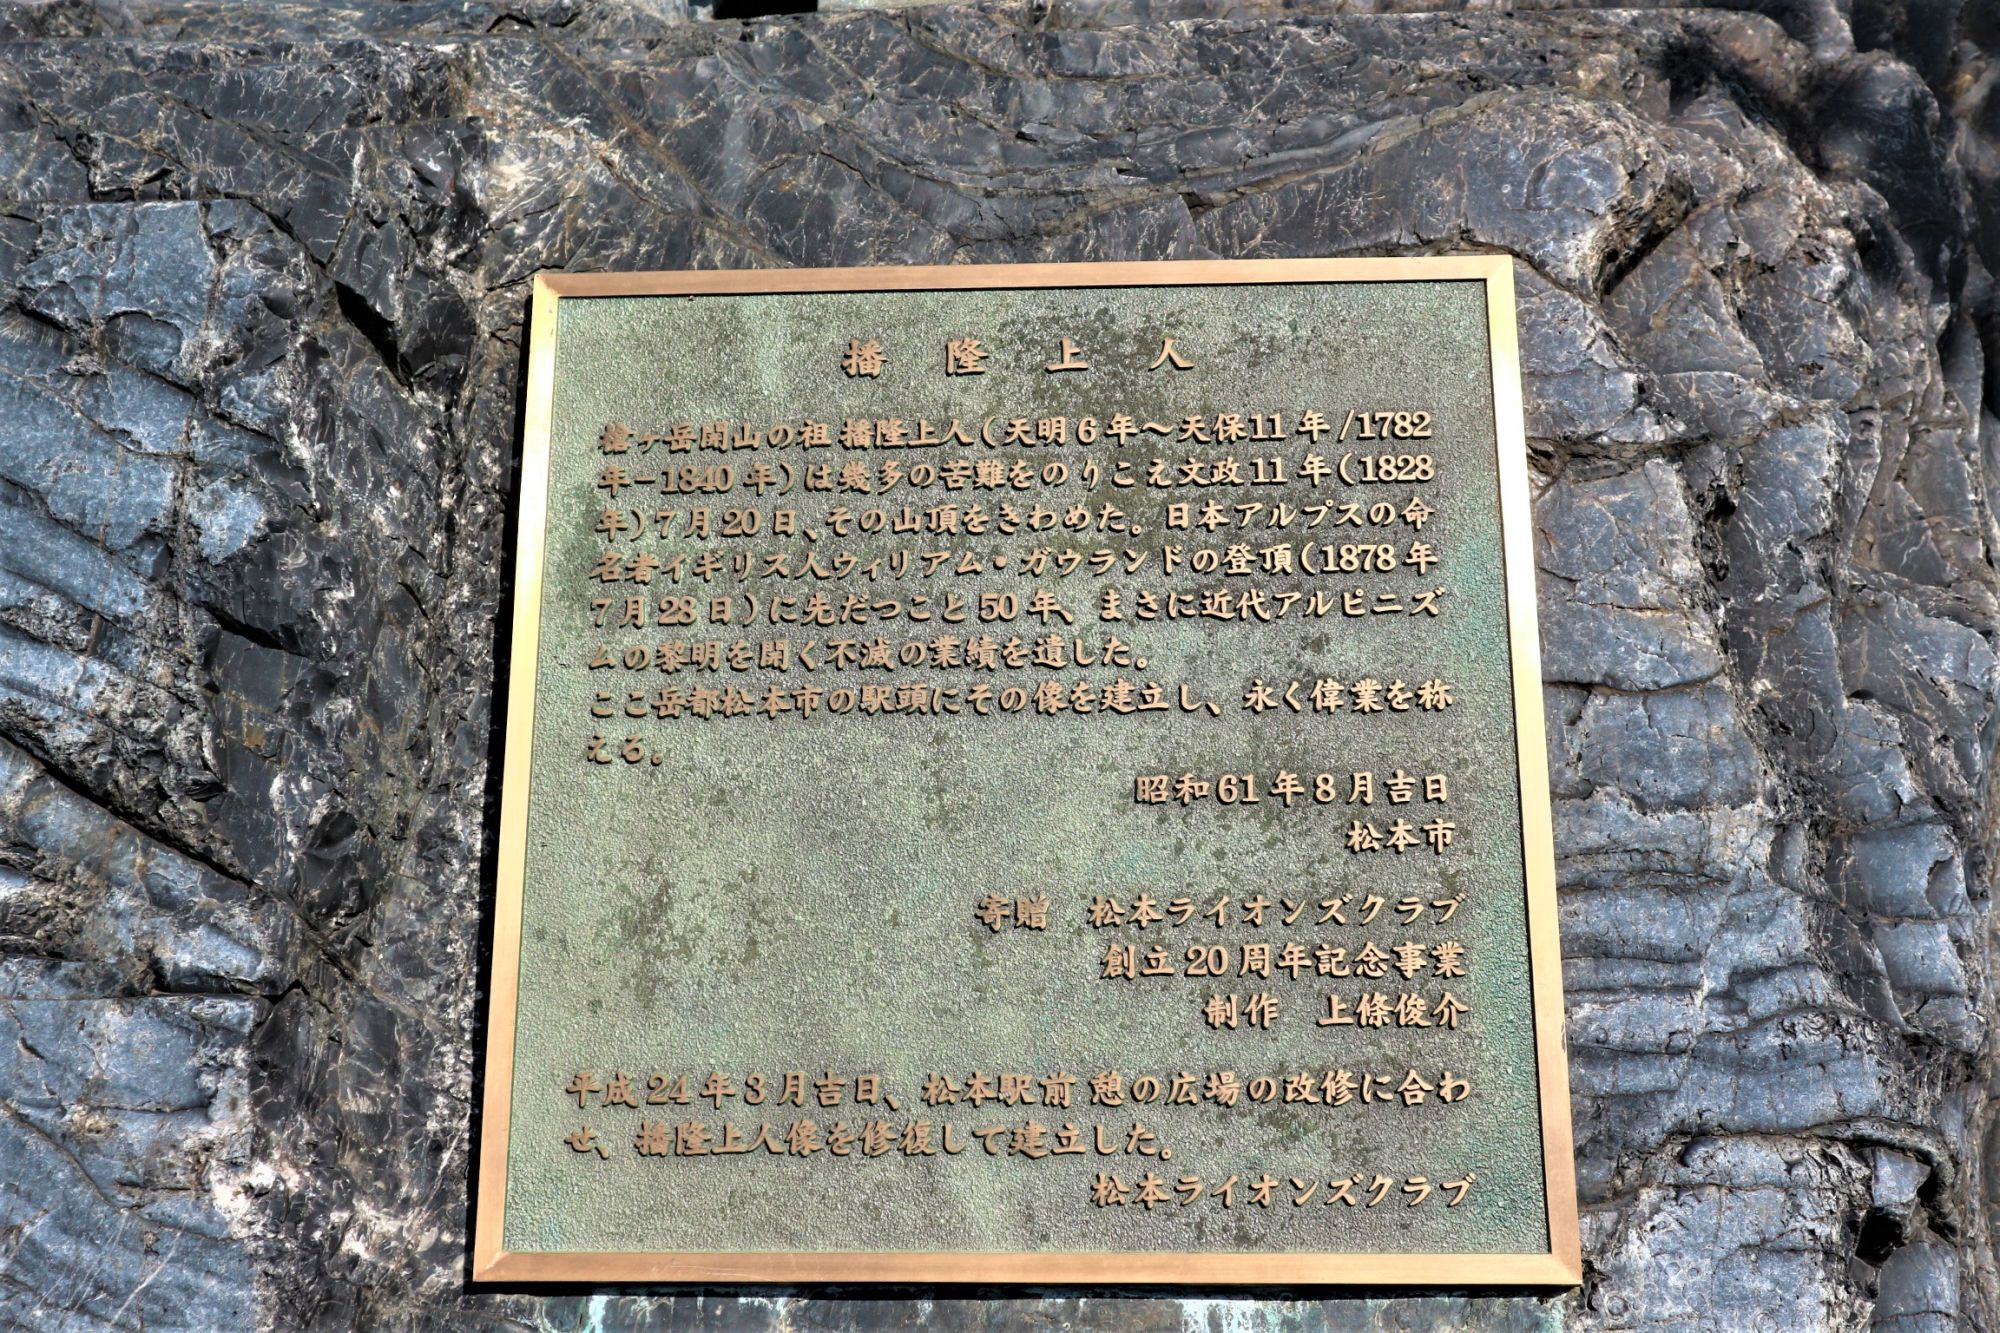 播隆上人
槍ヶ岳開山の祖 播隆上人(天明6年〜天保11年/1782
年−1840年)は幾多の苦難をのりこえ文政11年(1828
年)7月20日、その山頂をきわめた。日本アルプスの命
名者イギリス人ウィリアム・ガウランドの登頂(1878年
7月28日)に先だつこと50年、まさに近代アルピニズ
ムの黎明を開く不滅の業績を遺した。
ここ岳都松本市の駅頭にその像を建立し、永く偉業を称
える。
昭和61年8月吉日
松本市
寄贈　松本ライオンズクラブ
創立20周年記念事業
制作　上條俊介
平成24年3月吉日、松本駅前 憩の広場の改修に合わ
せ、播隆上人像を修復して建立した。
松本ライオンズクラブ